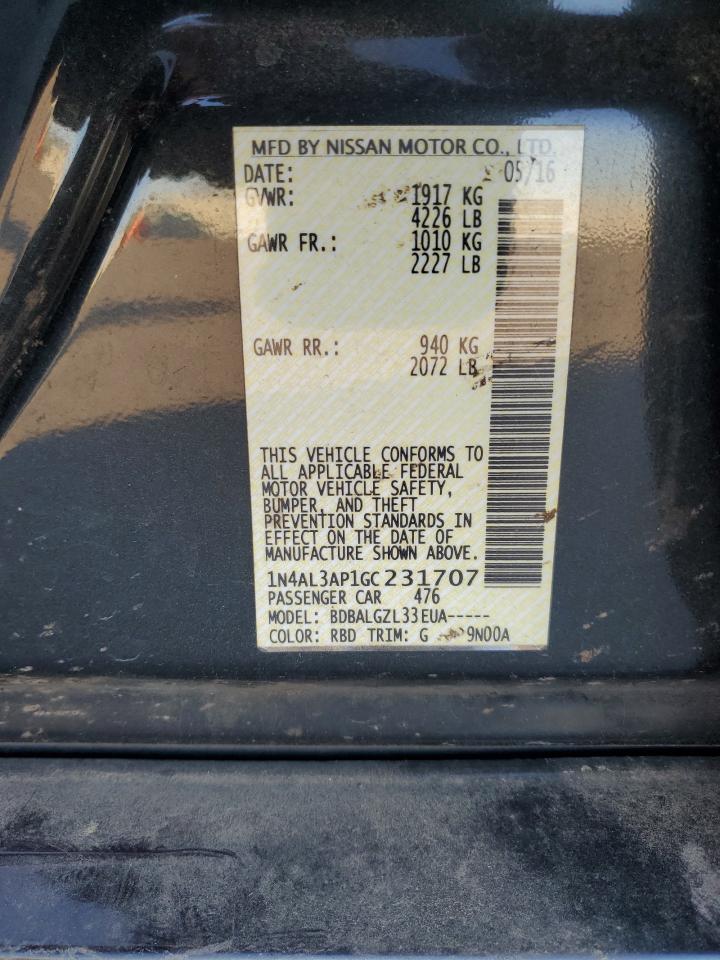 MFD BY NISSAN MOTOR CO., LTD.
DATE: 05/16
GVWR: 1917 KG
4226 LB
GAWR FR.: 1010 KG
2227 LB
GAWR RR.: 940 KG
2072 LB
THIS VEHICLE CONFORMS TO
ALL APPLICABLE FEDERAL
MOTOR VEHICLE SAFETY,
BUMPER, AND THEFT
PREVENTION STANDARDS IN
EFFECT ON THE DATE OF
MANUFACTURE SHOWN ABOVE.
1N4AL3AP1GC231707
PASSENGER CAR 476
MODEL: BDBALGZL33EUA-----
COLOR: RBD TRIM: G 9N00A